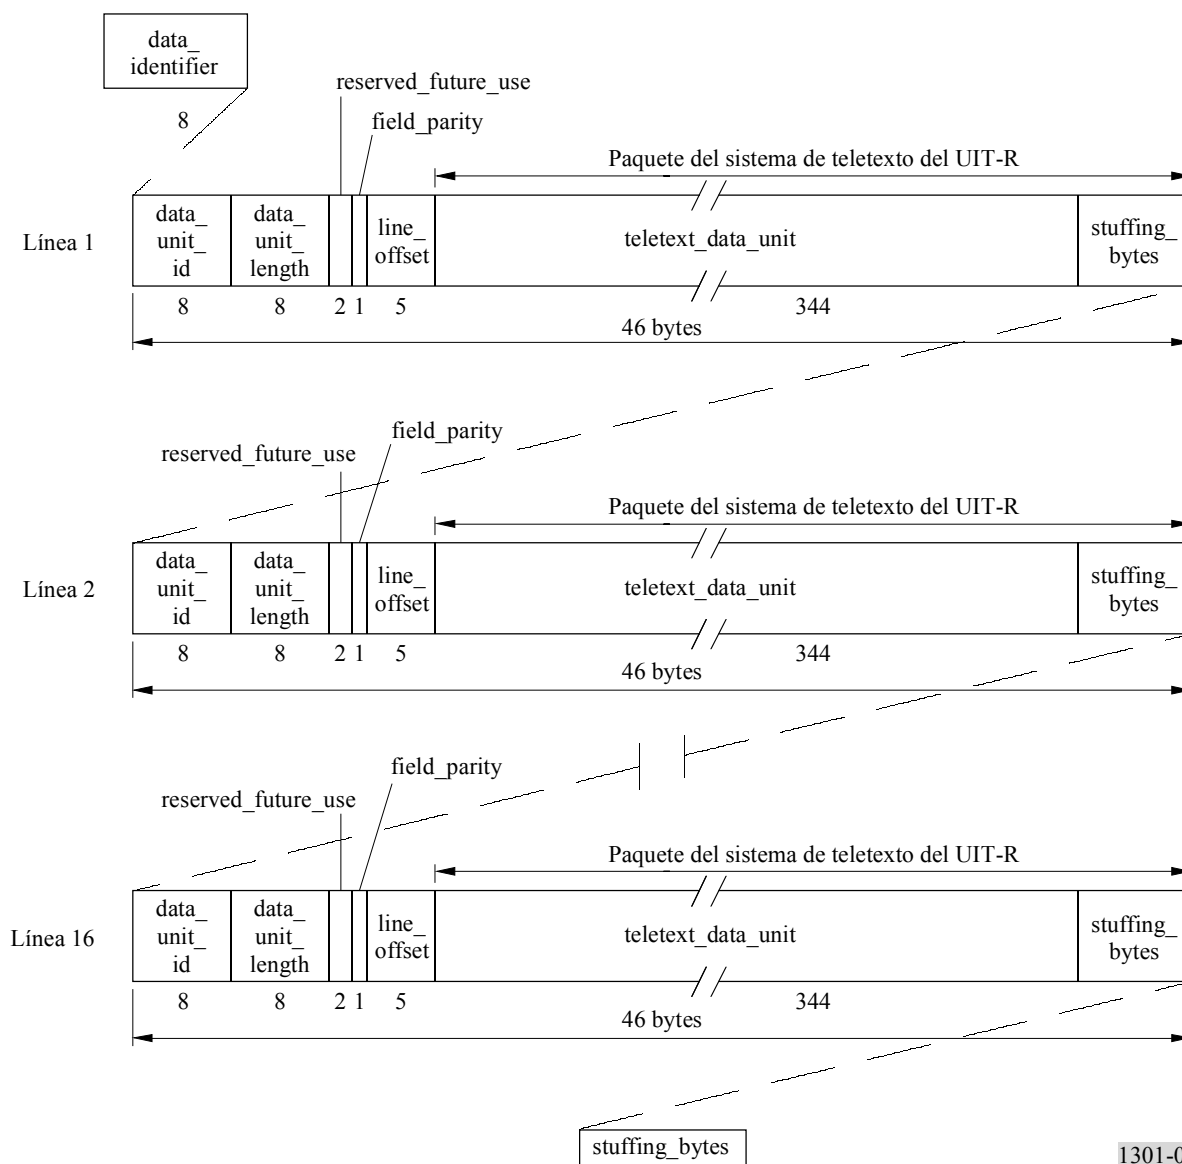 data_
identifier
8
reserved_future_use
field_parity
Paquete del sistema de teletexto del UIT-R
Línea 1
data_
unit_
id
data_
unit_
length
line_
offset
teletext_data_unit
stuffing_
bytes
8 8 2 1 5 344
46 bytes
field_parity
reserved_future_use
Paquete del sistema de teletexto del UIT-R
Línea 2
data_
unit_
id
data_
unit_
length
line_
offset
teletext_data_unit
stuffing_
bytes
8 8 2 1 5 344
46 bytes
field_parity
reserved_future_use
Paquete del sistema de teletexto del UIT-R
Línea 16
data_
unit_
id
data_
unit_
length
line_
offset
teletext_data_unit
stuffing_
bytes
8 8 2 1 5 344
46 bytes
stuffing_bytes
1301-0